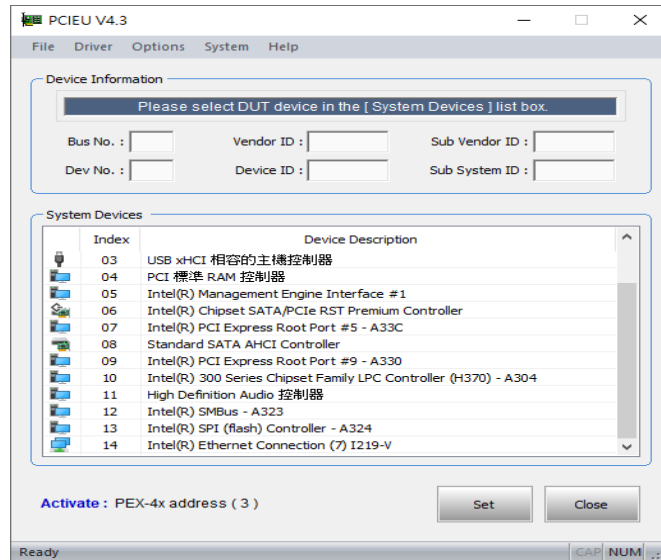 PCIEU V4.3
File Driver Options System Help
Device Information
Please select DUT device in the [ System Devices ] list box.
Bus No. : Vendor ID : Sub Vendor ID :
Dev No. : Device ID : Sub System ID :
System Devices
Index Device Description
03 USB xHCI 相容的主機控制器
04 PCI 標準 RAM 控制器
05 Intel(R) Management Engine Interface #1
06 Intel(R) Chipset SATA/PCIe RST Premium Controller
07 Intel(R) PCI Express Root Port #5 - A33C
08 Standard SATA AHCI Controller
09 Intel(R) PCI Express Root Port #9 - A330
10 Intel(R) 300 Series Chipset Family LPC Controller (H370) - A304
11 High Definition Audio 控制器
12 Intel(R) SMBus - A323
13 Intel(R) SPI (flash) Controller - A324
14 Intel(R) Ethernet Connection (7) I219-V
Activate : PEX-4x address ( 3 ) Set Close
Ready CAP NUM